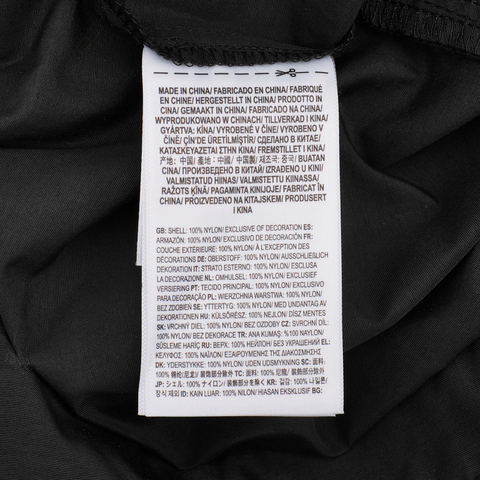 MADE IN CHINA/ FABRICADO EN CHINA/ FABRIQUÉ
EN CHINE/ HERGESTELLT IN CHINA/ PRODOTTO IN
CINA/ GEMAAKT IN CHINA/ FABRICADO NA CHINA/
WYPRODUKOWANO W CHINACH/ TILLVERKAD I KINA/
GYÁRTVA: KÍNA/ VYROBENÉ V ČÍNE/ VYROBENO V
ČÍNĚ/ ÇİN'DE ÜRETİLMİŞTİR/ СДЕЛАНО В КИТАЕ/
ΚΑΤΑΣΚΕΥΑΖΕΤΑΙ ΣΤΗΝ ΚΙΝΑ/ FREMSTILLET I KINA/
产地: 中国/ 產地 : 中國/ 中国製/ 제조국: 중국/ BUATAN
CINA/ ПРОИЗВЕДЕНО В КИТАЙ/ IZRAĐENO U KINI/
VALMISTATUD HIINAS/ VALMISTETTU KIINASSA/
RAŽOTS ĶĪNĀ/ PAGAMINTA KINIJOJE/ FABRICAT ÎN
CHINA/ PROIZVEDENO NA KITAJSKEM/ PRODUSERT
I KINA
GB: SHELL: 100% NYLON/ EXCLUSIVE OF DECORATION ES:
ARMAZÓN: 100% NYLON/ EXCLUSIVO DE DECORACIÓN FR:
COUCHE EXTÉRIEURE: 100% NYLON/ À L'EXCEPTION DES
DÉCORATIONS DE: OBERSTOFF: 100% NYLON/ AUSSCHLIESSLICH
DEKORATION IT: STRATO ESTERNO: 100% NYLON/ ESCLUSA
LA DECORAZIONE NL: OMHULSEL: 100% NYLON/ EXCLUSIEF
VERSIERING PT: TECIDO PRINCIPAL: 100% NYLON/ EXCLUSIVO
PARA DECORAÇÃO PL: WIERZCHNIA WARSTWA: 100% NYLON/
BEZ ZDOBIEŃ SE: YTTERTYG: 100% NYLON/ MED UNDANTAG AV
DEKORATIONEN HU: KÜLSŐRÉSZ: 100% NEJLON/ DÍSZÍTÉS NÉLKÜL
SK: VRCHNÝ DIEL: 100% NYLON/ BEZ OZDOBY CZ: SVRCHNÍ DÍL:
100% NYLON/ BEZ DEKORACE TR: ANA KUMAŞ: %100 NAYLON/
SÜSLEME HARİÇ RU: ВЕРХ: 100% НЕЙЛОН/ БЕЗ УКРАШЕНИЙ EL:
ΚΕΛΥΦΟΣ: 100% ΝΑΪΛΟΝ/ ΕΞΑΙΡΟΥΜΕΝΗΣ ΤΗΣ ΔΙΑΚΟΣΜΗΣΗΣ
DK: YDERSTYKKE: 100% NYLON/ UDEN UDSMYKNING SC: 面料:
100% 锦纶/尼龙/ 装饰部分除外 TC: 面料: 100% 尼龍/ 裝飾部分除外
JP: シェル: 100% ナイロン/ 装飾部分を除く KR: 겉감: 100% 나일론/
장식 제외 ID: KAIN LUAR: 100% NILON/ HIASAN EKSKLUSIF BG: